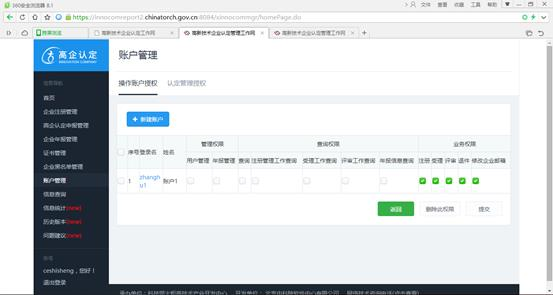 360安全浏览器 8.1
文件 查看 收藏 工具 帮助
https://innocomreport2.chinatorch.gov.cn:8084/xinnocommgr/homePage.do
高新技术企业认定工作网
高新技术企业认定管理工作网
高新技术企业认定管理工作网
高企认定
INNOVATION COMPANY
账户管理
操作账户授权 认定管理授权
首页
企业注册管理
高企认定申报管理
企业年报管理
证书管理
企业黑名单管理
账户管理
信息查询
信息统计(new)
历史版本(new)
问题建议(new)
ceshisheng，您好！
退出登录
+ 新建账户
序号 登录名 姓名 管理权限 查询权限 业务权限
用户管理 年报管理 查询 注册管理工作查询 受理工作查询 评审工作查询 年报信息查询 注册 受理 评审 退件 修改企业邮箱
1 zhanghu1 账户1
返回 删除此权限 提交